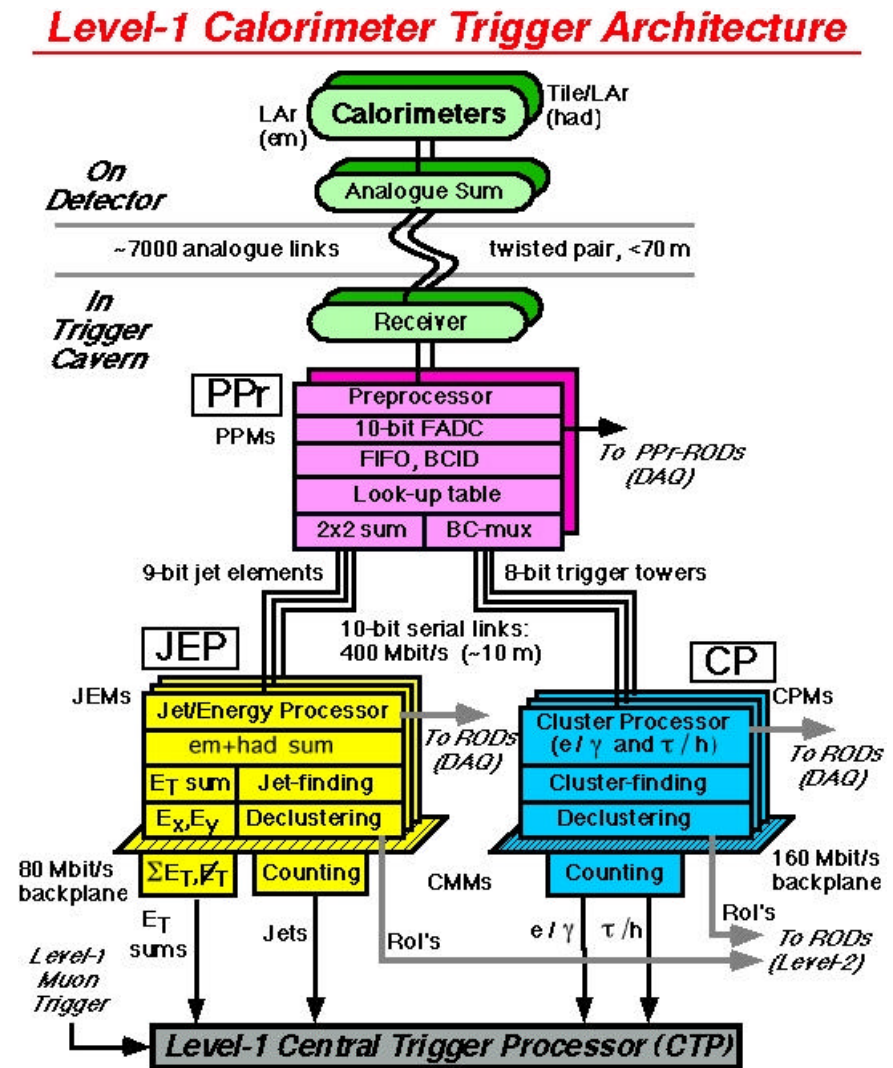 Level-1 Calorimeter Trigger Architecture
LAr
(em)
Calorimeters
Tile/LAr
(had)
On
Detector
Analogue Sum
~7000 analogue links
twisted pair, <70 m
In
Trigger
Cavern
Receiver
PPr
PPMs
Preprocessor
10-bit FADC
FIFO, BCID
Look-up table
2x2 sum
BC-mux
To PPr-RODs
(DAQ)
9-bit jet elements
8-bit trigger towers
10-bit serial links:
400 Mbit/s (~10 m)
JEP
JEMs
Jet/Energy Processor
em+had sum
ET sum
Jet-finding
Ex,Ey
Declustering
To RODs
(DAQ)
CP
CPMs
Cluster Processor
(e / γ and τ / h)
Cluster-finding
Declustering
To RODs
(DAQ)
80 Mbit/s
backplane
ΣET,E̸T
Counting
CMMs
Counting
160 Mbit/s
backplane
ET
sums
Jets
RoI's
e / γ
τ /h
RoI's
To RODs
(Level-2)
Level-1
Muon
Trigger
Level-1 Central Trigger Processor (CTP)